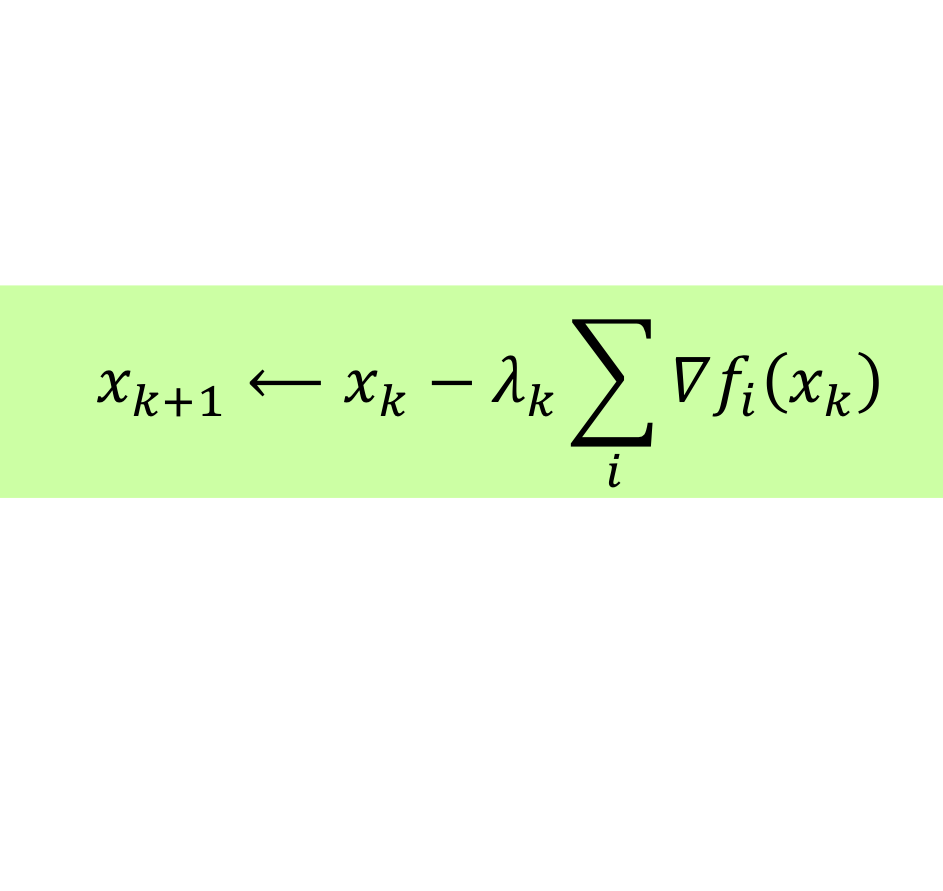 x_{k+1} ⟵ x_k − λ_k ∑_i ∇f_i(x_k)